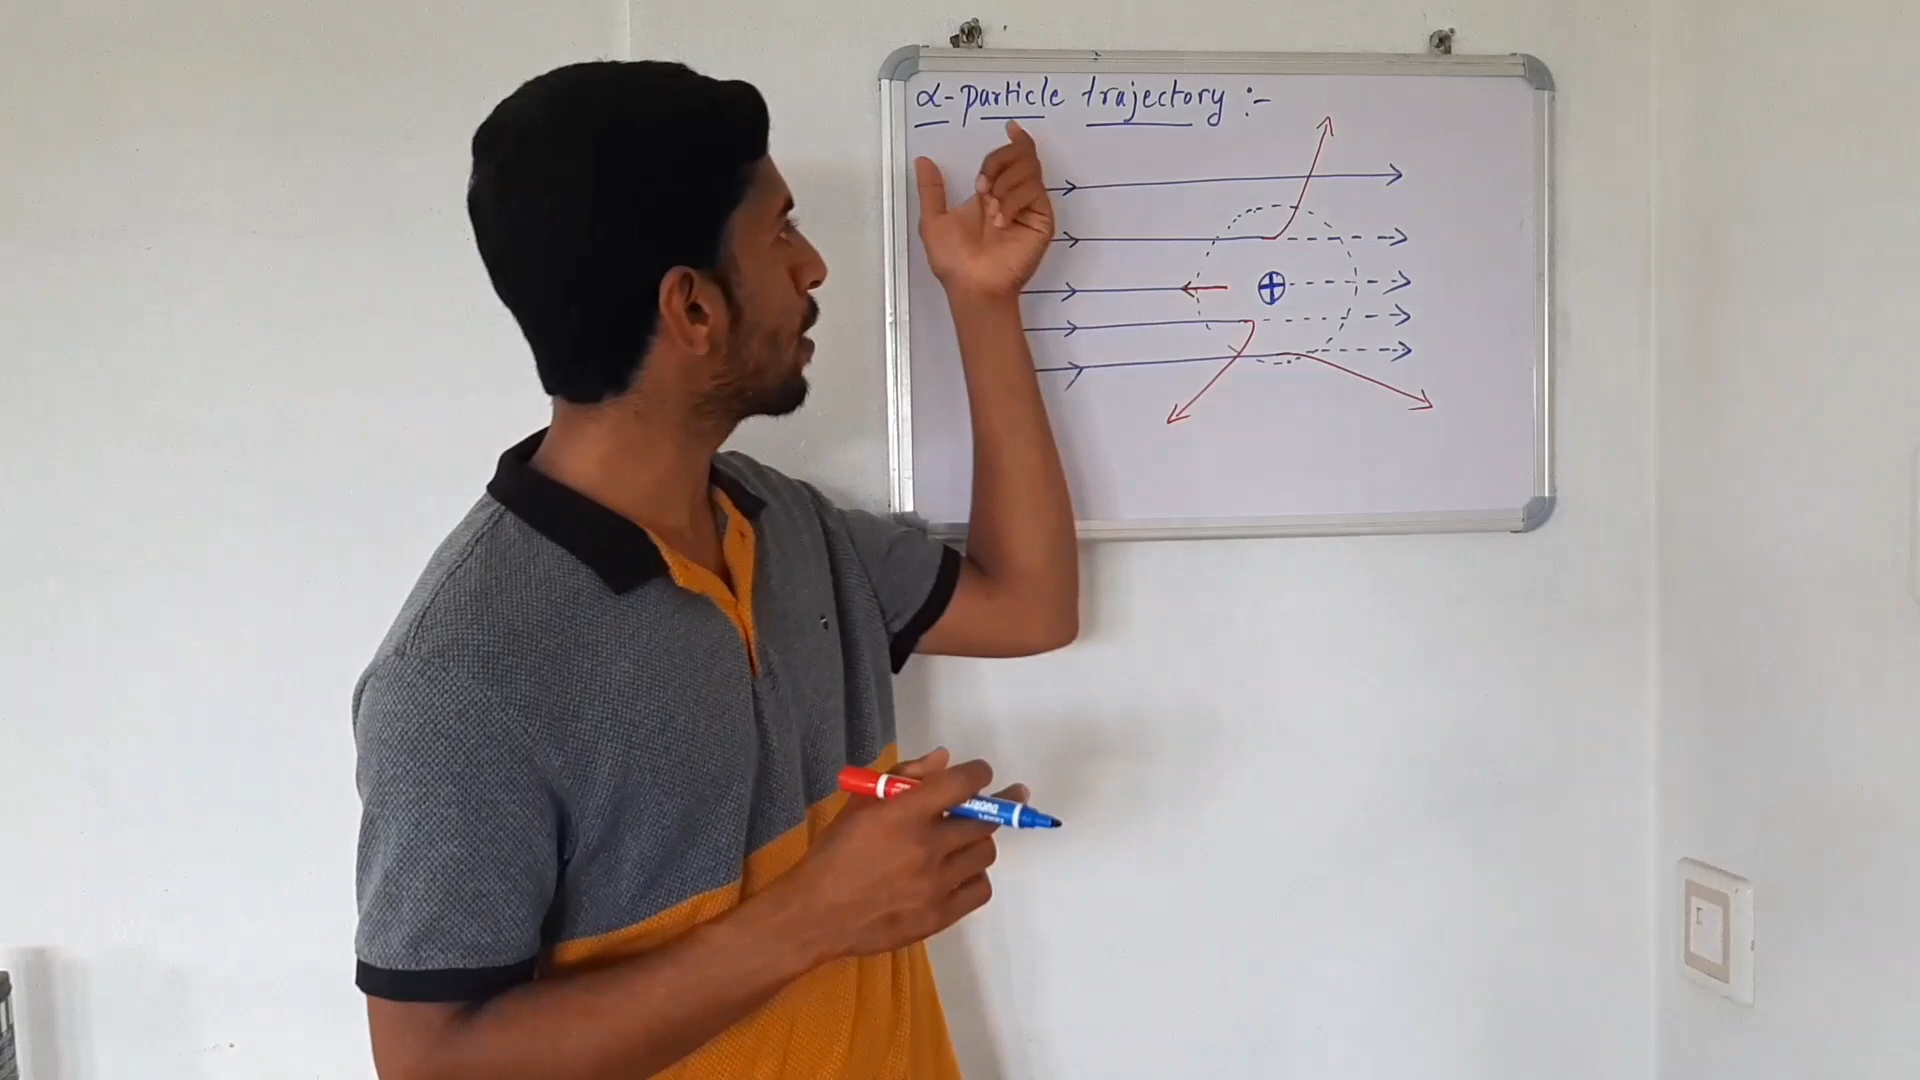 α-particle trajectory :-
+